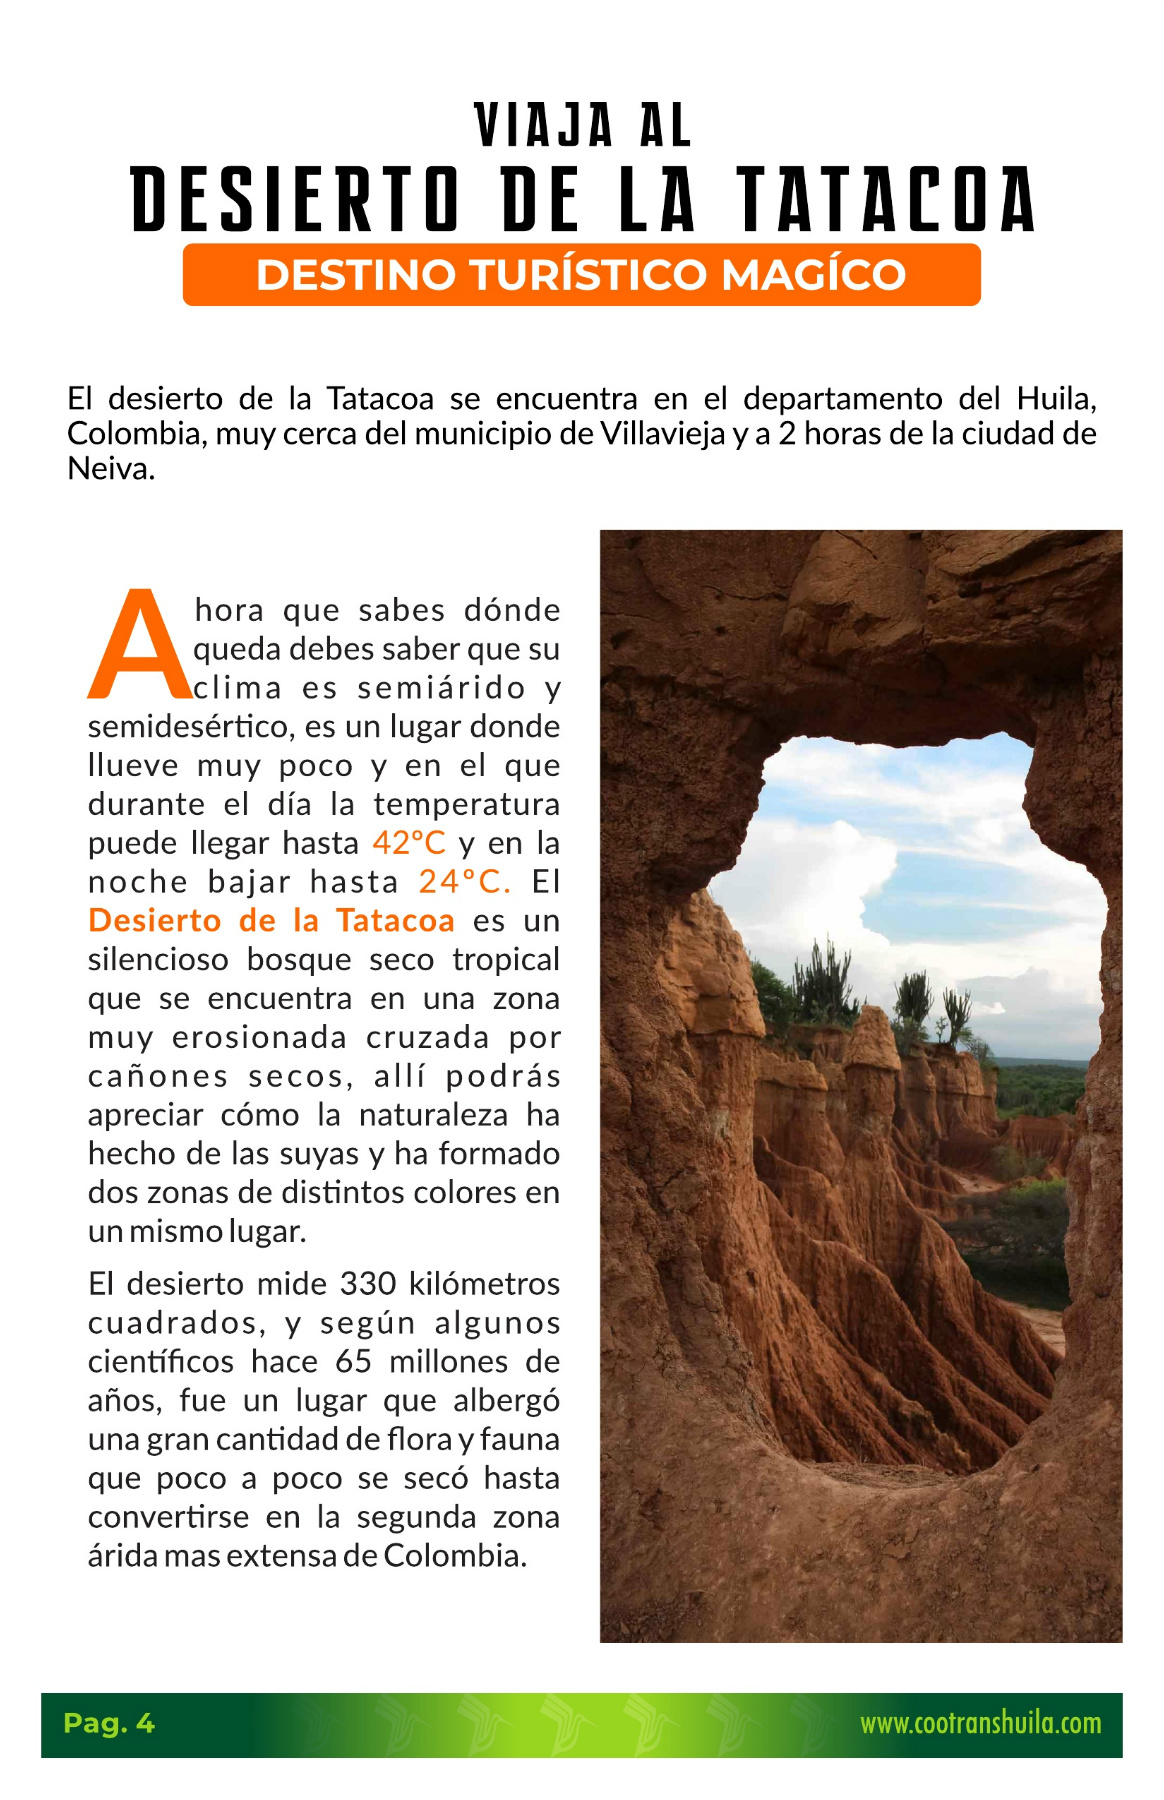 VIAJA AL
DESIERTO DE LA TATACOA
DESTINO TURÍSTICO MAGÍCO
El desierto de la Tatacoa se encuentra en el departamento del Huila,
Colombia, muy cerca del municipio de Villavieja y a 2 horas de la ciudad de
Neiva.
Ahora que sabes dónde
queda debes saber que su
clima es semiárido y
semidesértico, es un lugar donde
llueve muy poco y en el que
durante el día la temperatura
puede llegar hasta 42°C y en la
noche bajar hasta 24°C. El
Desierto de la Tatacoa es un
silencioso bosque seco tropical
que se encuentra en una zona
muy erosionada cruzada por
cañones secos, allí podrás
apreciar cómo la naturaleza ha
hecho de las suyas y ha formado
dos zonas de distintos colores en
un mismo lugar.
El desierto mide 330 kilómetros
cuadrados, y según algunos
científicos hace 65 millones de
años, fue un lugar que albergó
una gran cantidad de flora y fauna
que poco a poco se secó hasta
convertirse en la segunda zona
árida mas extensa de Colombia.
Pag. 4
www.cootranshuila.com